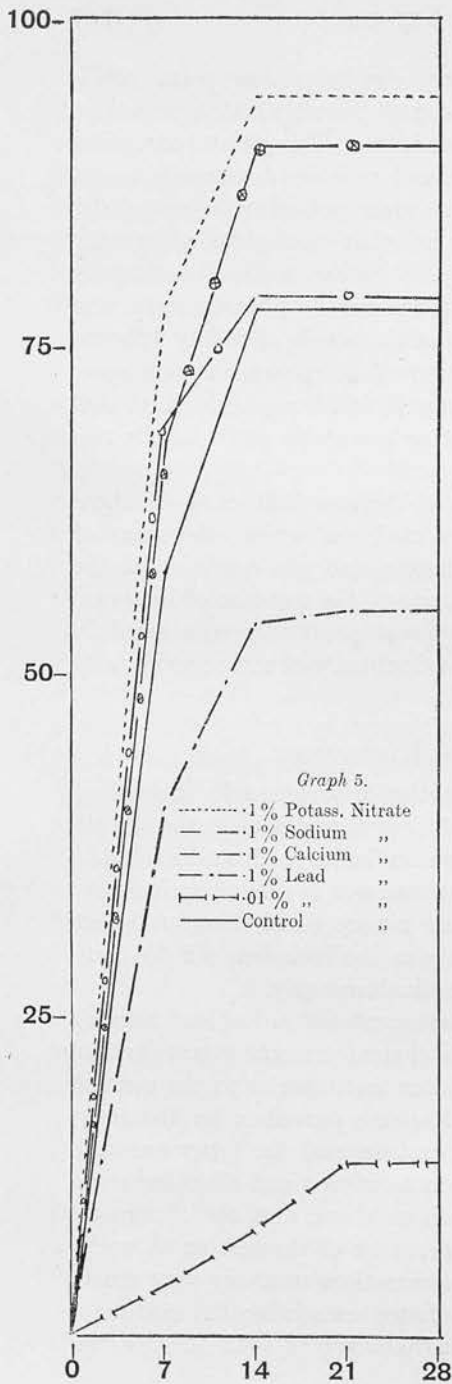 100-
75-
50-
25-
Graph 5.
·1 % Potass. Nitrate
·1 % Sodium „
·1 % Calcium „
·1 % Lead „
·01 % „ „
Control „
0 7 14 21 28